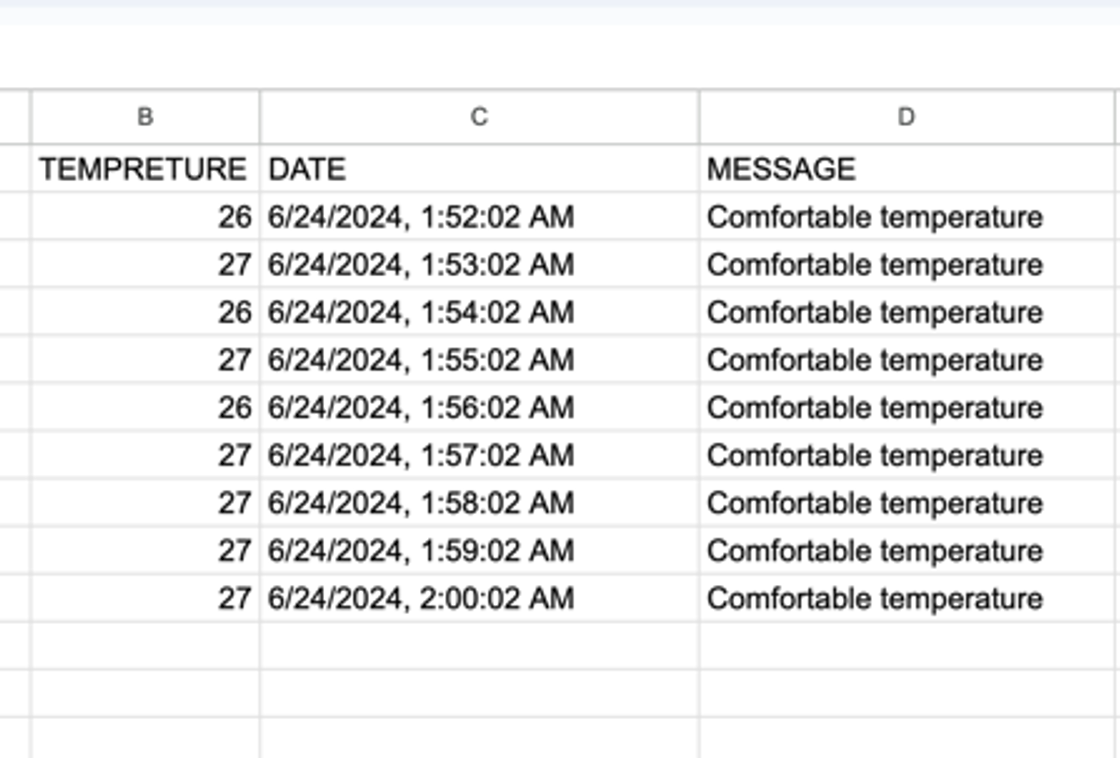 B C D
TEMPRETURE DATE MESSAGE
26 6/24/2024, 1:52:02 AM Comfortable temperature
27 6/24/2024, 1:53:02 AM Comfortable temperature
26 6/24/2024, 1:54:02 AM Comfortable temperature
27 6/24/2024, 1:55:02 AM Comfortable temperature
26 6/24/2024, 1:56:02 AM Comfortable temperature
27 6/24/2024, 1:57:02 AM Comfortable temperature
27 6/24/2024, 1:58:02 AM Comfortable temperature
27 6/24/2024, 1:59:02 AM Comfortable temperature
27 6/24/2024, 2:00:02 AM Comfortable temperature